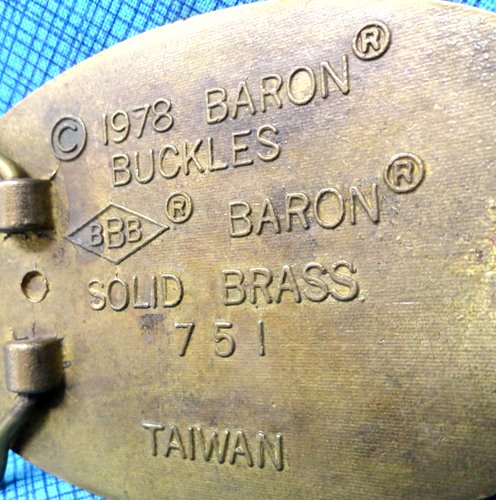 © 1978 BARON®
BUCKLES
BBB® BARON®
SOLID BRASS
751
TAIWAN